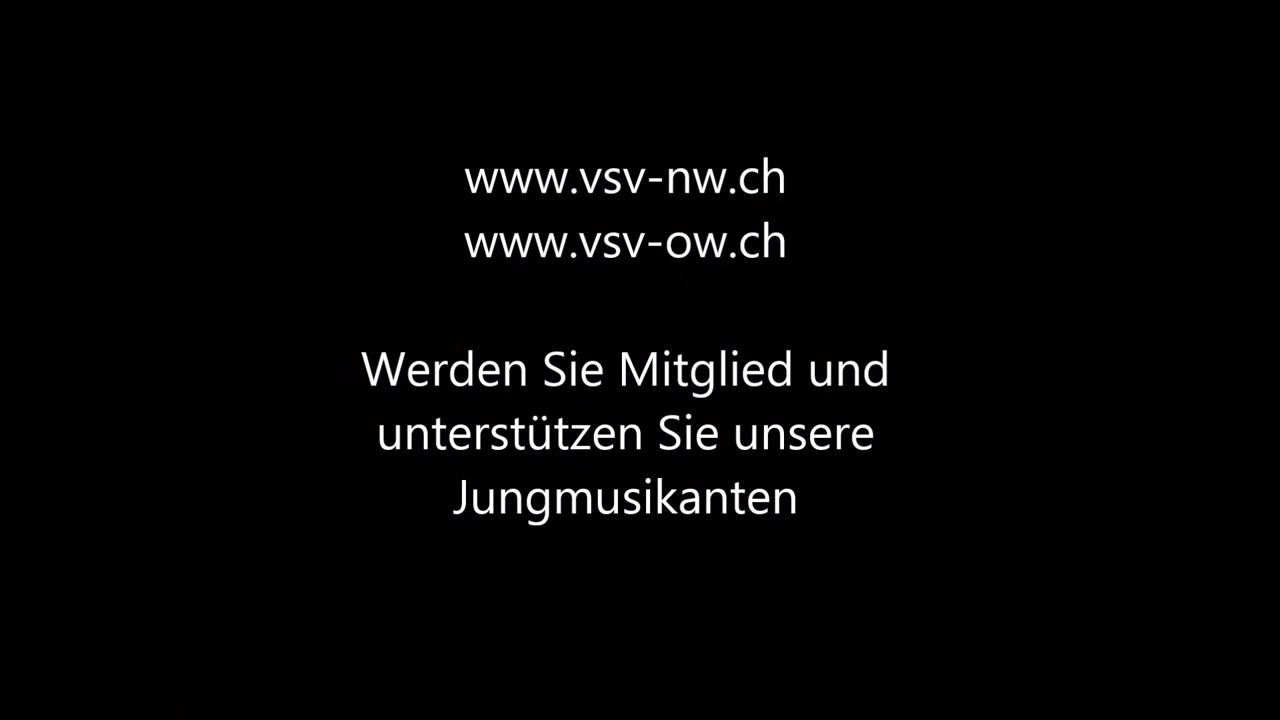 www.vsv-nw.ch
www.vsv-ow.ch
Werden Sie Mitglied und
unterstützen Sie unsere
Jungmusikanten